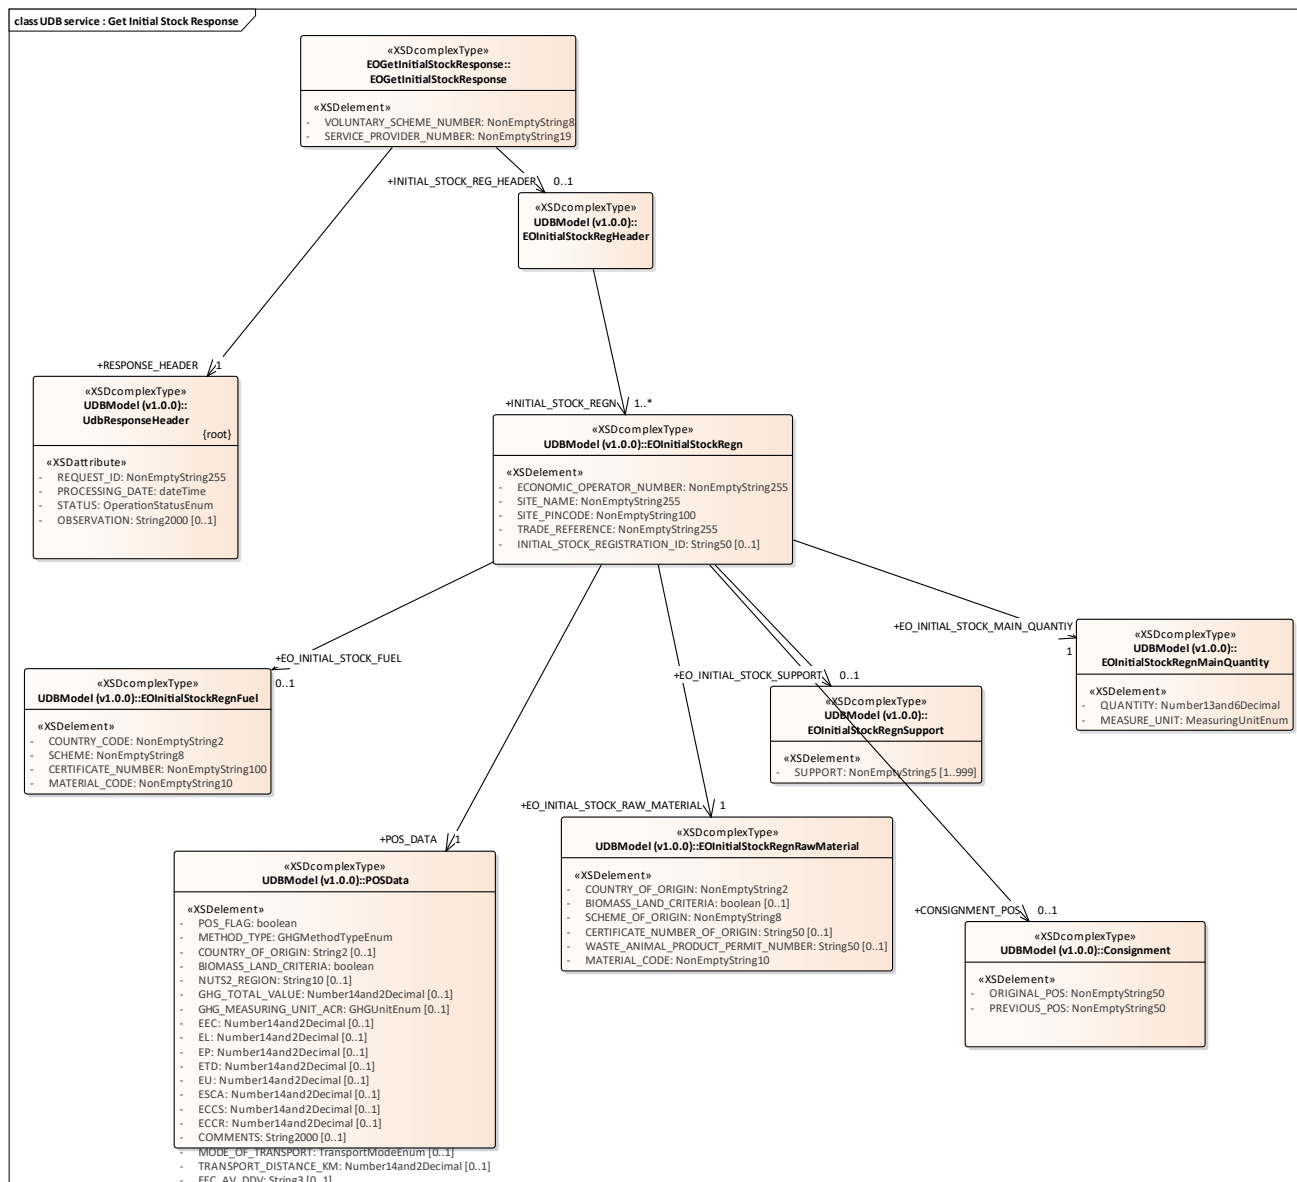 class UDB service : Get Initial Stock Response
«XSDcomplexType»
EOGetInitialStockResponse::
EOGetInitialStockResponse
«XSDelement»
- VOLUNTARY_SCHEME_NUMBER: NonEmptyString8
- SERVICE_PROVIDER_NUMBER: NonEmptyString19
+INITIAL_STOCK_REG_HEADER 0..1
«XSDcomplexType»
UDBModel (v1.0.0)::
EOInitialStockRegHeader
+RESPONSE_HEADER 1
«XSDcomplexType»
UDBModel (v1.0.0)::
UdbResponseHeader
{root}
«XSDattribute»
- REQUEST_ID: NonEmptyString255
- PROCESSING_DATE: dateTime
- STATUS: OperationStatusEnum
- OBSERVATION: String2000 [0..1]
+INITIAL_STOCK_REGN 1..*
«XSDcomplexType»
UDBModel (v1.0.0)::EOInitialStockRegn
«XSDelement»
- ECONOMIC_OPERATOR_NUMBER: NonEmptyString255
- SITE_NAME: NonEmptyString255
- SITE_PINCODE: NonEmptyString100
- TRADE_REFERENCE: NonEmptyString255
- INITIAL_STOCK_REGISTRATION_ID: String50 [0..1]
+EO_INITIAL_STOCK_MAIN_QUANTIY
1
«XSDcomplexType»
UDBModel (v1.0.0)::
EOInitialStockRegnMainQuantity
«XSDelement»
- QUANTITY: Number13and6Decimal
- MEASURE_UNIT: MeasuringUnitEnum
+EO_INITIAL_STOCK_FUEL
0..1
«XSDcomplexType»
UDBModel (v1.0.0)::EOInitialStockRegnFuel
«XSDelement»
- COUNTRY_CODE: NonEmptyString2
- SCHEME: NonEmptyString8
- CERTIFICATE_NUMBER: NonEmptyString100
- MATERIAL_CODE: NonEmptyString10
+EO_INITIAL_STOCK_SUPPORT 0..1
«XSDcomplexType»
UDBModel (v1.0.0)::
EOInitialStockRegnSupport
«XSDelement»
- SUPPORT: NonEmptyString5 [1..999]
+EO_INITIAL_STOCK_RAW_MATERIAL 1
«XSDcomplexType»
UDBModel (v1.0.0)::EOInitialStockRegnRawMaterial
«XSDelement»
- COUNTRY_OF_ORIGIN: NonEmptyString2
- BIOMASS_LAND_CRITERIA: boolean [0..1]
- SCHEME_OF_ORIGIN: NonEmptyString8
- CERTIFICATE_NUMBER_OF_ORIGIN: String50 [0..1]
- WASTE_ANIMAL_PRODUCT_PERMIT_NUMBER: String50 [0..1]
- MATERIAL_CODE: NonEmptyString10
+POS_DATA 1
«XSDcomplexType»
UDBModel (v1.0.0)::POSData
«XSDelement»
- POS_FLAG: boolean
- METHOD_TYPE: GHGMethodTypeEnum
- COUNTRY_OF_ORIGIN: String2 [0..1]
- BIOMASS_LAND_CRITERIA: boolean
- NUTS2_REGION: String10 [0..1]
- GHG_TOTAL_VALUE: Number14and2Decimal [0..1]
- GHG_MEASURING_UNIT_ACR: GHGUnitEnum [0..1]
- EEC: Number14and2Decimal [0..1]
- EL: Number14and2Decimal [0..1]
- EP: Number14and2Decimal [0..1]
- ETD: Number14and2Decimal [0..1]
- EU: Number14and2Decimal [0..1]
- ESCA: Number14and2Decimal [0..1]
- ECCS: Number14and2Decimal [0..1]
- ECCR: Number14and2Decimal [0..1]
- COMMENTS: String2000 [0..1]
- MODE_OF_TRANSPORT: TransportModeEnum [0..1]
- TRANSPORT_DISTANCE_KM: Number14and2Decimal [0..1]
- EEC_AV_DDV: String3 [0..1]
+CONSIGNMENT_POS 0..1
«XSDcomplexType»
UDBModel (v1.0.0)::Consignment
«XSDelement»
- ORIGINAL_POS: NonEmptyString50
- PREVIOUS_POS: NonEmptyString50